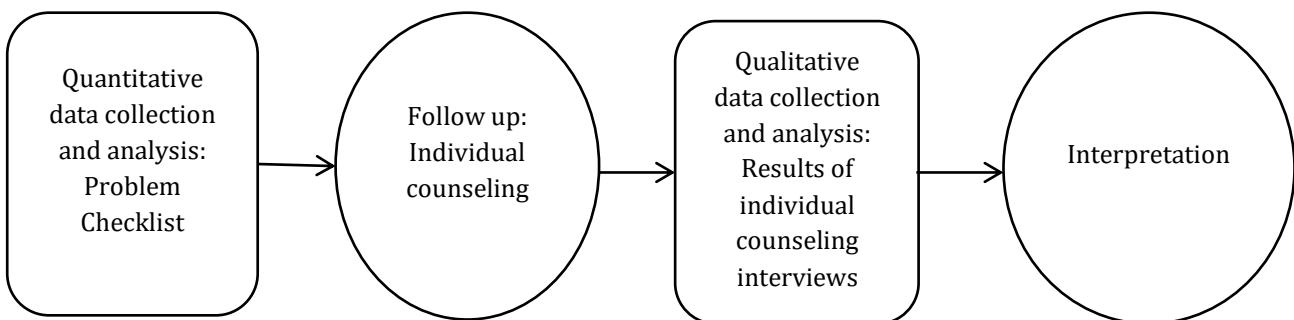 Quantitative
data collection
and analysis:
Problem
Checklist
Follow up:
Individual
counseling
Qualitative
data collection
and analysis:
Results of
individual
counseling
interviews
Interpretation